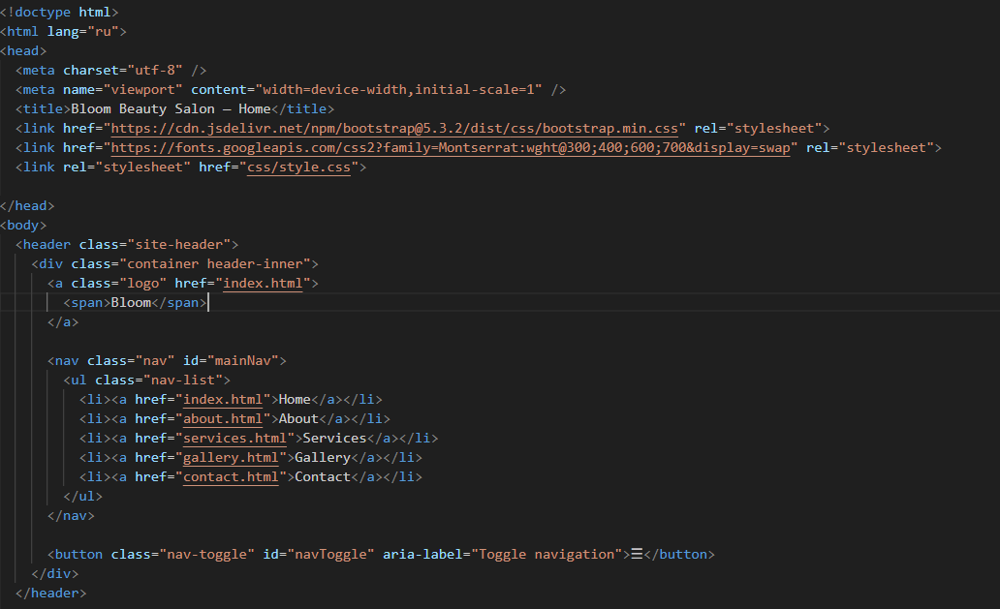 <!doctype html>
<html lang="ru">
<head>
  <meta charset="utf-8" />
  <meta name="viewport" content="width=device-width,initial-scale=1" />
  <title>Bloom Beauty Salon — Home</title>
  <link href="https://cdn.jsdelivr.net/npm/bootstrap@5.3.2/dist/css/bootstrap.min.css" rel="stylesheet">
  <link href="https://fonts.googleapis.com/css2?family=Montserrat:wght@300;400;600;700&display=swap" rel="stylesheet">
  <link rel="stylesheet" href="css/style.css">

</head>
<body>
  <header class="site-header">
    <div class="container header-inner">
      <a class="logo" href="index.html">
        <span>Bloom</span>
      </a>

      <nav class="nav" id="mainNav">
        <ul class="nav-list">
          <li><a href="index.html">Home</a></li>
          <li><a href="about.html">About</a></li>
          <li><a href="services.html">Services</a></li>
          <li><a href="gallery.html">Gallery</a></li>
          <li><a href="contact.html">Contact</a></li>
        </ul>
      </nav>

      <button class="nav-toggle" id="navToggle" aria-label="Toggle navigation">☰</button>
    </div>
  </header>